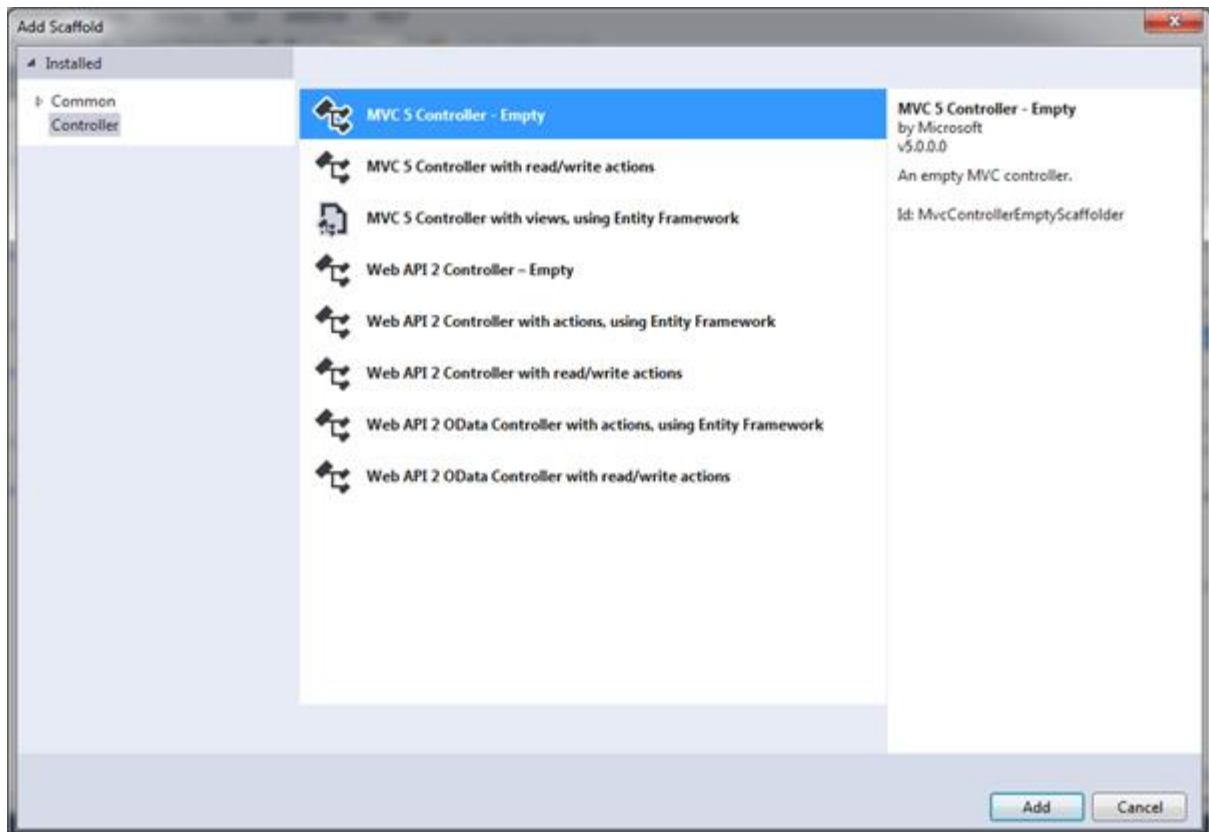 Add Scaffold
Installed
Common
Controller
MVC 5 Controller - Empty
MVC 5 Controller with read/write actions
MVC 5 Controller with views, using Entity Framework
Web API 2 Controller – Empty
Web API 2 Controller with actions, using Entity Framework
Web API 2 Controller with read/write actions
Web API 2 OData Controller with actions, using Entity Framework
Web API 2 OData Controller with read/write actions
MVC 5 Controller - Empty
by Microsoft
v5.0.0.0
An empty MVC controller.
Id: MvcControllerEmptyScaffolder
Add
Cancel